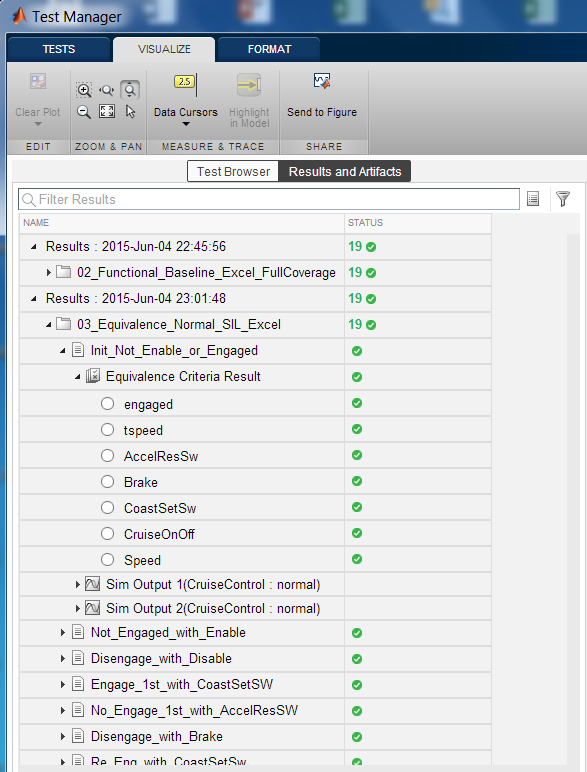 Test Manager
TESTS VISUALIZE FORMAT
2.5
Clear Plot Data Cursors Highlight in Model Send to Figure
EDIT ZOOM & PAN MEASURE & TRACE SHARE
Test Browser Results and Artifacts
Filter Results
NAME STATUS
Results : 2015-Jun-04 22:45:56 19
02_Functional_Baseline_Excel_FullCoverage 19
Results : 2015-Jun-04 23:01:48 19
03_Equivalence_Normal_SIL_Excel 19
Init_Not_Enable_or_Engaged
Equivalence Criteria Result
engaged
tspeed
AccelResSw
Brake
CoastSetSw
CruiseOnOff
Speed
Sim Output 1(CruiseControl : normal)
Sim Output 2(CruiseControl : normal)
Not_Engaged_with_Enable
Disengage_with_Disable
Engage_1st_with_CoastSetSW
No_Engage_1st_with_AccelResSW
Disengage_with_Brake
Re_Eng_with_CoastSetSw